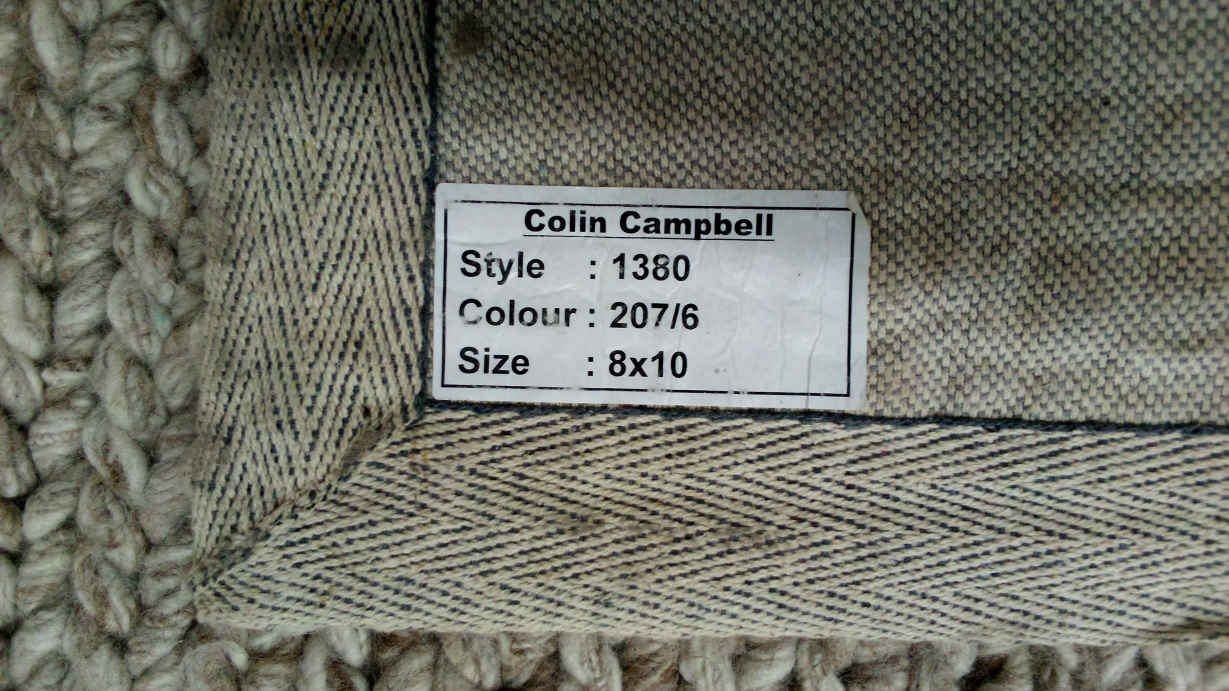 Colin Campbell
Style : 1380
Colour : 207/6
Size : 8x10